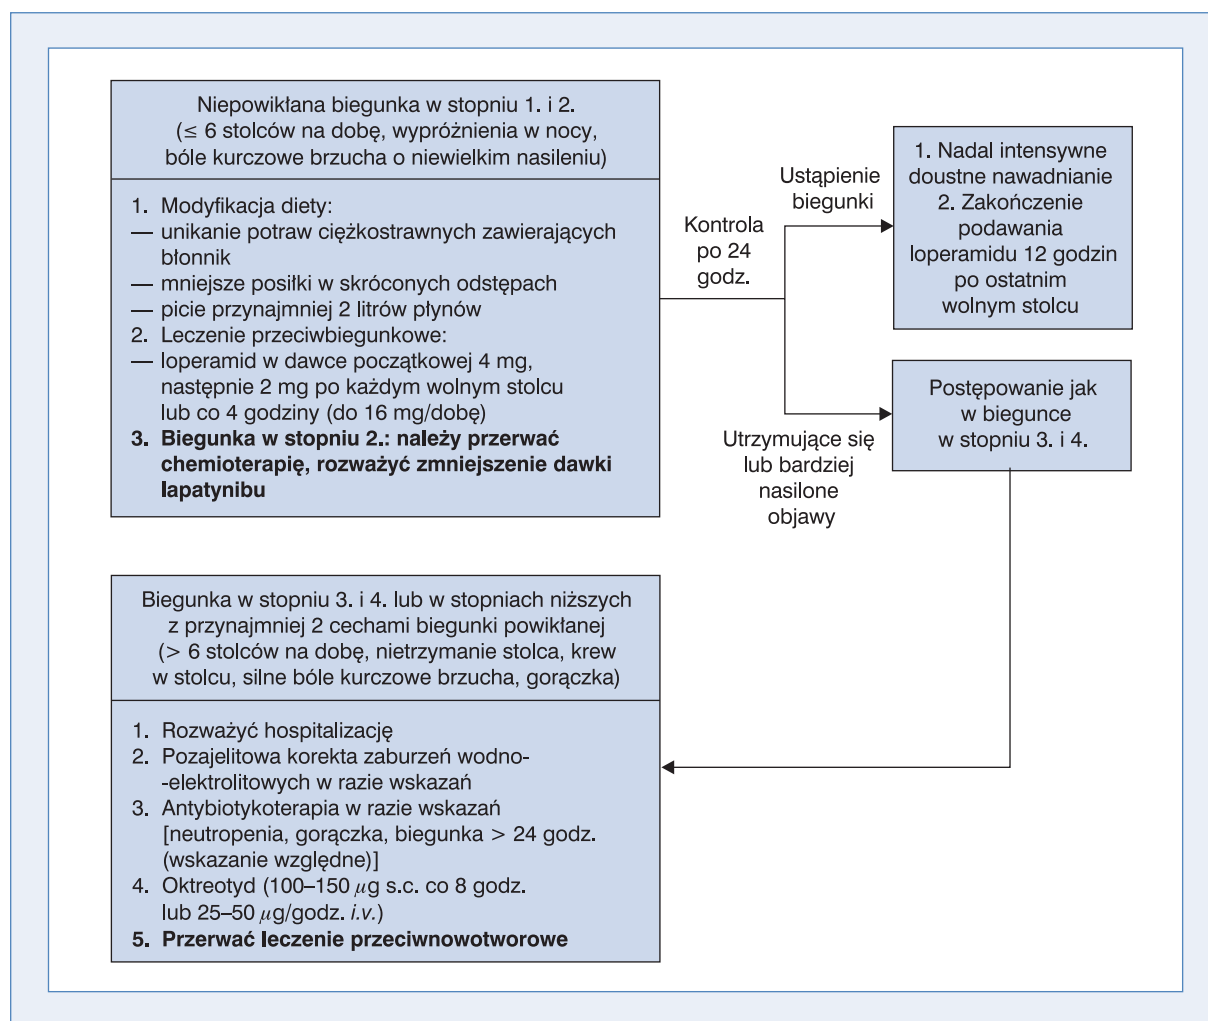 Niepowikłana biegunka w stopniu 1. i 2.
(≤ 6 stolców na dobę, wypróżnienia w nocy,
bóle kurczowe brzucha o niewielkim nasileniu)
1. Modyfikacja diety:
— unikanie potraw ciężkostrawnych zawierających
błonnik
— mniejsze posiłki w skróconych odstępach
— picie przynajmniej 2 litrów płynów
2. Leczenie przeciwbiegunkowe:
— loperamid w dawce początkowej 4 mg,
następnie 2 mg po każdym wolnym stolcu
lub co 4 godziny (do 16 mg/dobę)
3. Biegunka w stopniu 2.: należy przerwać
chemioterapię, rozważyć zmniejszenie dawki
lapatynibu
Kontrola
po 24
godz.
Ustąpienie
biegunki
1. Nadal intensywne
doustne nawadnianie
2. Zakończenie
podawania
loperamidu 12 godzin
po ostatnim
wolnym stolcu
Utrzymujące się
lub bardziej
nasilone
objawy
Postępowanie jak
w biegunce
w stopniu 3. i 4.
Biegunka w stopniu 3. i 4. lub w stopniach niższych
z przynajmniej 2 cechami biegunki powikłanej
(> 6 stolców na dobę, nietrzymanie stolca, krew
w stolcu, silne bóle kurczowe brzucha, gorączka)
1. Rozważyć hospitalizację
2. Pozajelitowa korekta zaburzeń wodno-
-elektrolitowych w razie wskazań
3. Antybiotykoterapia w razie wskazań
[neutropenia, gorączka, biegunka > 24 godz.
(wskazanie względne)]
4. Oktreotyd (100–150 µg s.c. co 8 godz.
lub 25–50 µg/godz. i.v.)
5. Przerwać leczenie przeciwnowotworowe